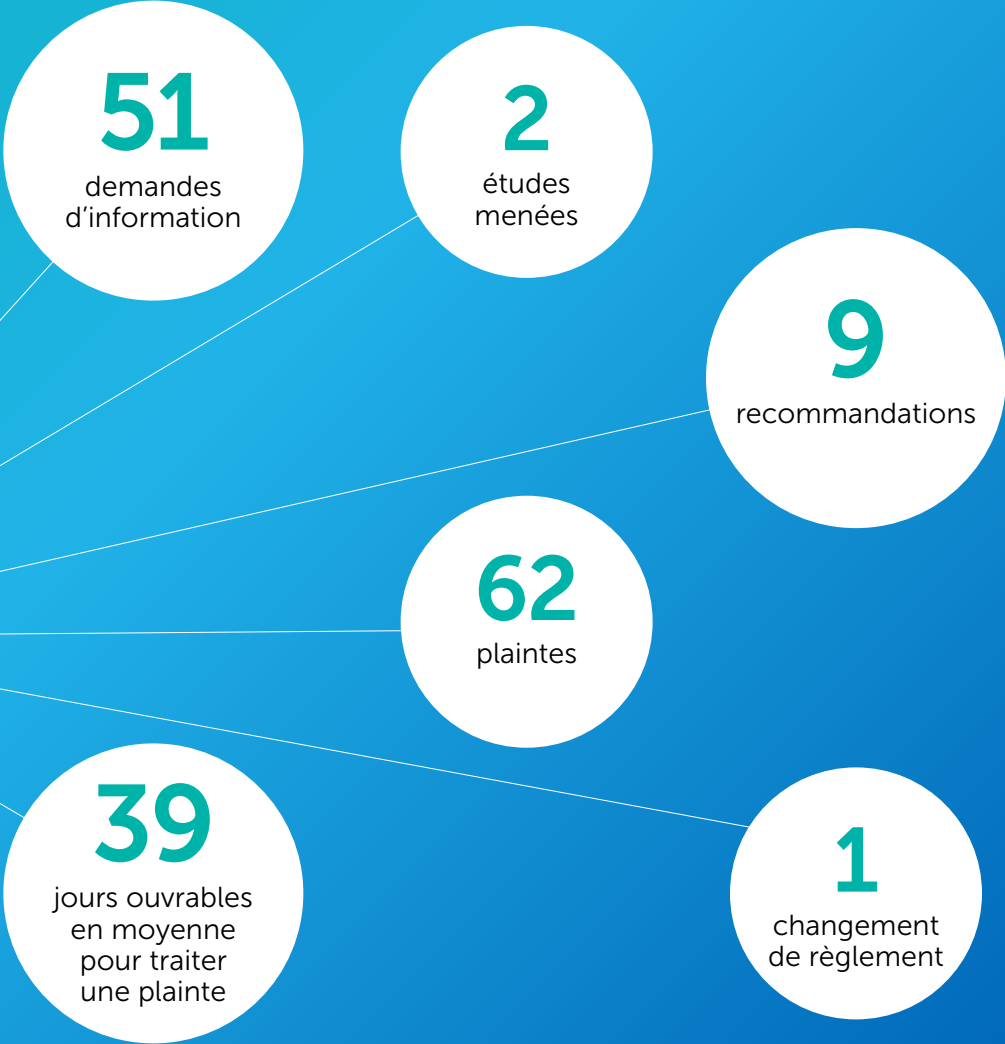 51
demandes
d'information
2
études
menées
9
recommandations
62
plaintes
39
jours ouvrables
en moyenne
pour traiter
une plainte
1
changement
de règlement